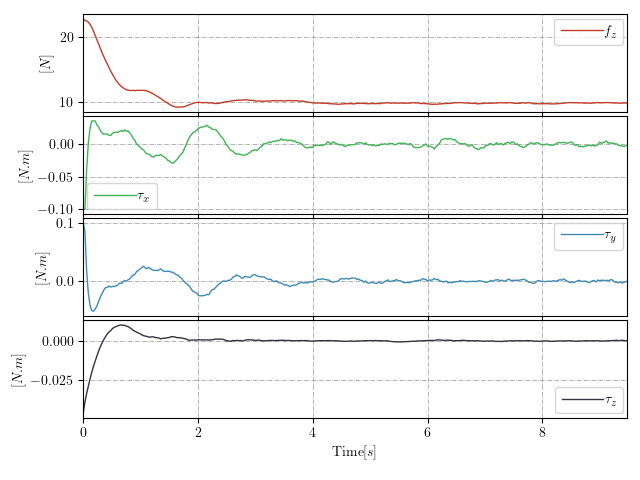 20
10
[N]
f_z
0.00
−0.05
−0.10
[N.m]
τ_x
0.1
0.0
[N.m]
τ_y
0.000
−0.025
[N.m]
τ_z
0 2 4 6 8
Time[s]